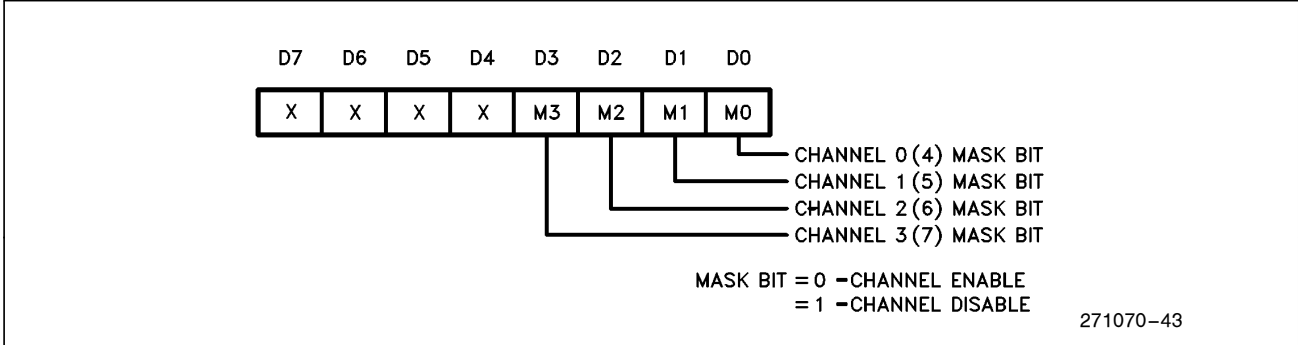 D7 D6 D5 D4 D3 D2 D1 D0
X X X X M3 M2 M1 M0
CHANNEL 0(4) MASK BIT
CHANNEL 1(5) MASK BIT
CHANNEL 2(6) MASK BIT
CHANNEL 3(7) MASK BIT
MASK BIT = 0 –CHANNEL ENABLE
= 1 –CHANNEL DISABLE
271070–43